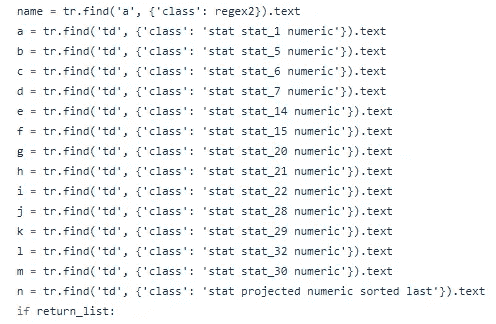 name = tr.find('a', {'class': regex2}).text
a = tr.find('td', {'class': 'stat stat_1 numeric'}).text
b = tr.find('td', {'class': 'stat stat_5 numeric'}).text
c = tr.find('td', {'class': 'stat stat_6 numeric'}).text
d = tr.find('td', {'class': 'stat stat_7 numeric'}).text
e = tr.find('td', {'class': 'stat stat_14 numeric'}).text
f = tr.find('td', {'class': 'stat stat_15 numeric'}).text
g = tr.find('td', {'class': 'stat stat_20 numeric'}).text
h = tr.find('td', {'class': 'stat stat_21 numeric'}).text
i = tr.find('td', {'class': 'stat stat_22 numeric'}).text
j = tr.find('td', {'class': 'stat stat_28 numeric'}).text
k = tr.find('td', {'class': 'stat stat_29 numeric'}).text
l = tr.find('td', {'class': 'stat stat_32 numeric'}).text
m = tr.find('td', {'class': 'stat stat_30 numeric'}).text
n = tr.find('td', {'class': 'stat projected numeric sorted last'}).text
if return_list: